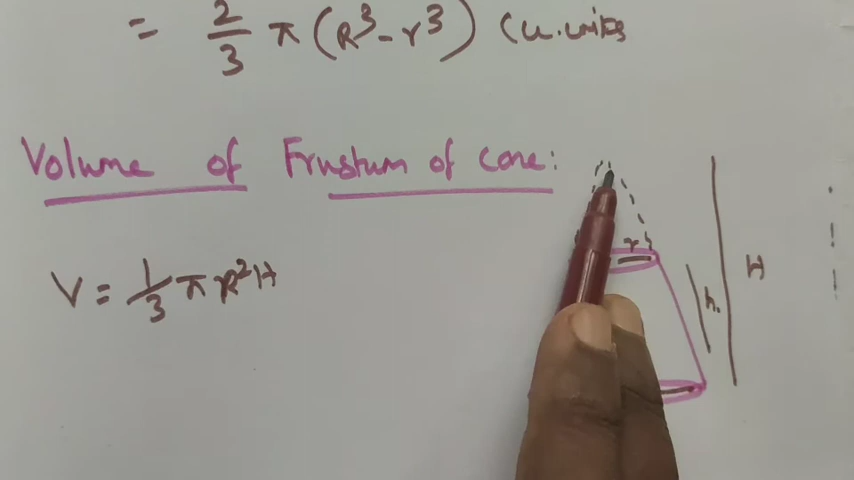 = 2/3 π (R³ - r³) Cu.units
Volume of Frustum of cone:
r
V = 1/3 π R² H
H
h.